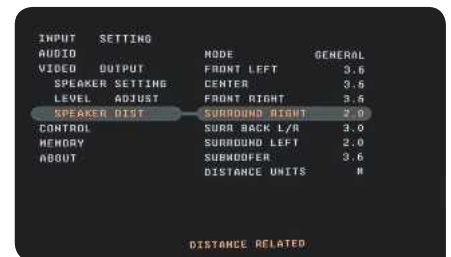 INPUT SETTING
AUDIO MODE GENERAL
VIDEO OUTPUT FRONT LEFT 3.6
SPEAKER SETTING CENTER 3.6
LEVEL ADJUST FRONT RIGHT 3.6
SPEAKER DIST SURROUND RIGHT 2.0
CONTROL SURR BACK L/R 3.0
MEMORY SURROUND LEFT 2.0
ABOUT SUBWOOFER 3.6
DISTANCE UNITS M
DISTANCE RELATED